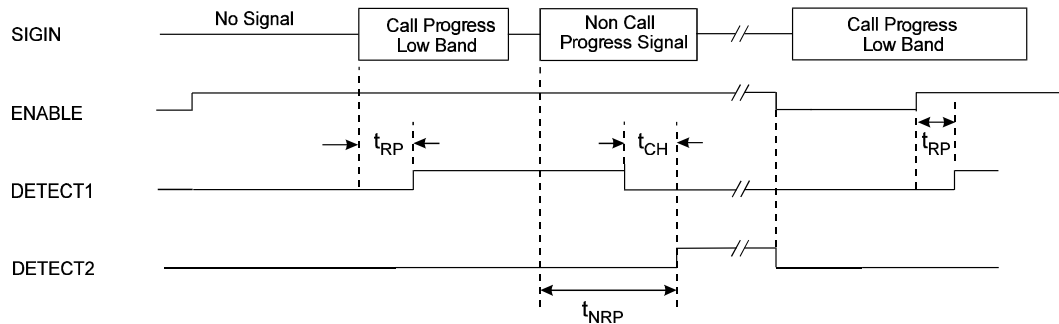 SIGIN
No Signal
Call Progress
Low Band
Non Call
Progress Signal
Call Progress
Low Band
ENABLE
tRP
tCH
tRP
DETECT1
DETECT2
tNRP